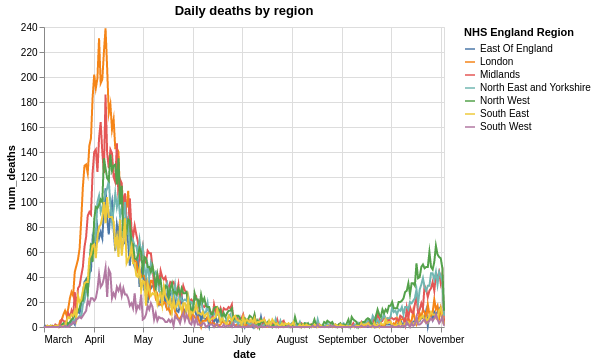 Daily deaths by region
num_deaths
240
220
200
180
160
140
120
100
80
60
40
20
0
March April May June July August September October November
date
NHS England Region
East Of England
London
Midlands
North East and Yorkshire
North West
South East
South West